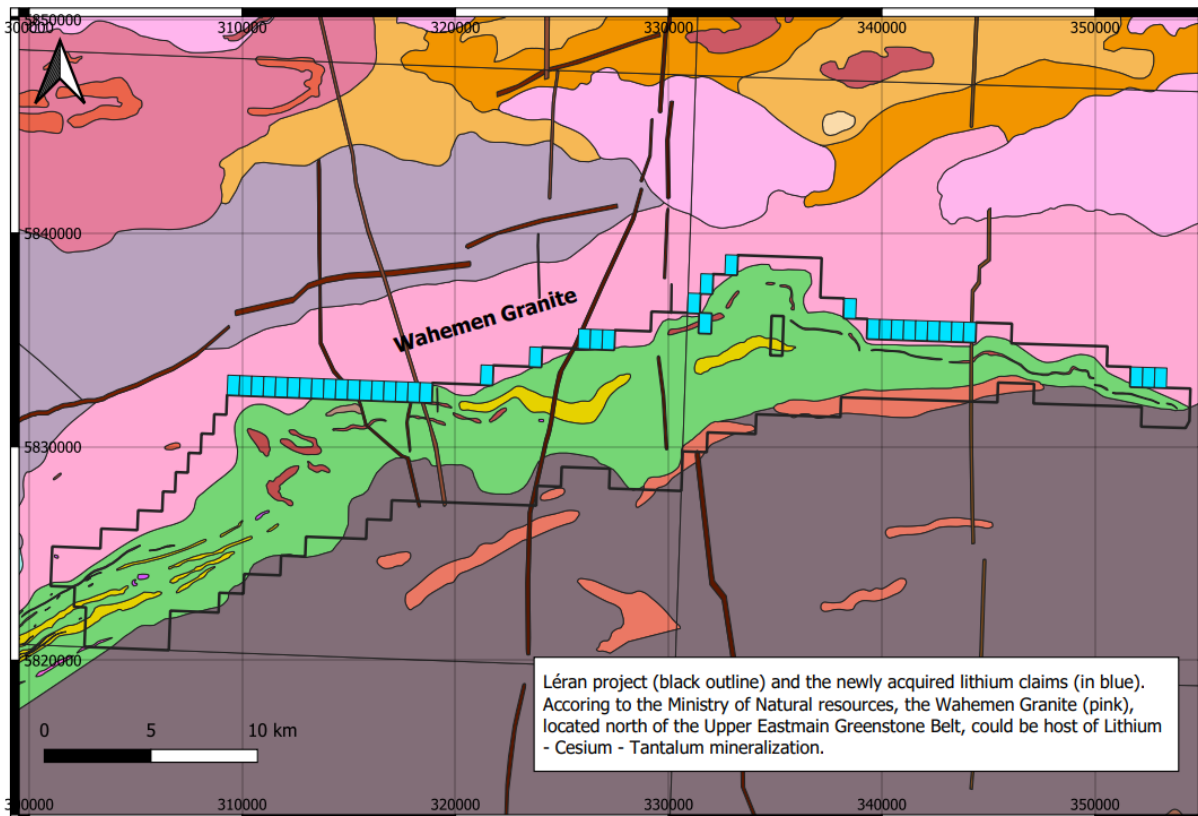 300000 310000 320000 330000 340000 350000
5850000
5840000
Wahemen Granite
5830000
5820000
Léran project (black outline) and the newly acquired lithium claims (in blue).
Accoring to the Ministry of Natural resources, the Wahemen Granite (pink),
located north of the Upper Eastmain Greenstone Belt, could be host of Lithium
- Cesium - Tantalum mineralization.
0 5 10 km
300000 310000 320000 330000 340000 350000